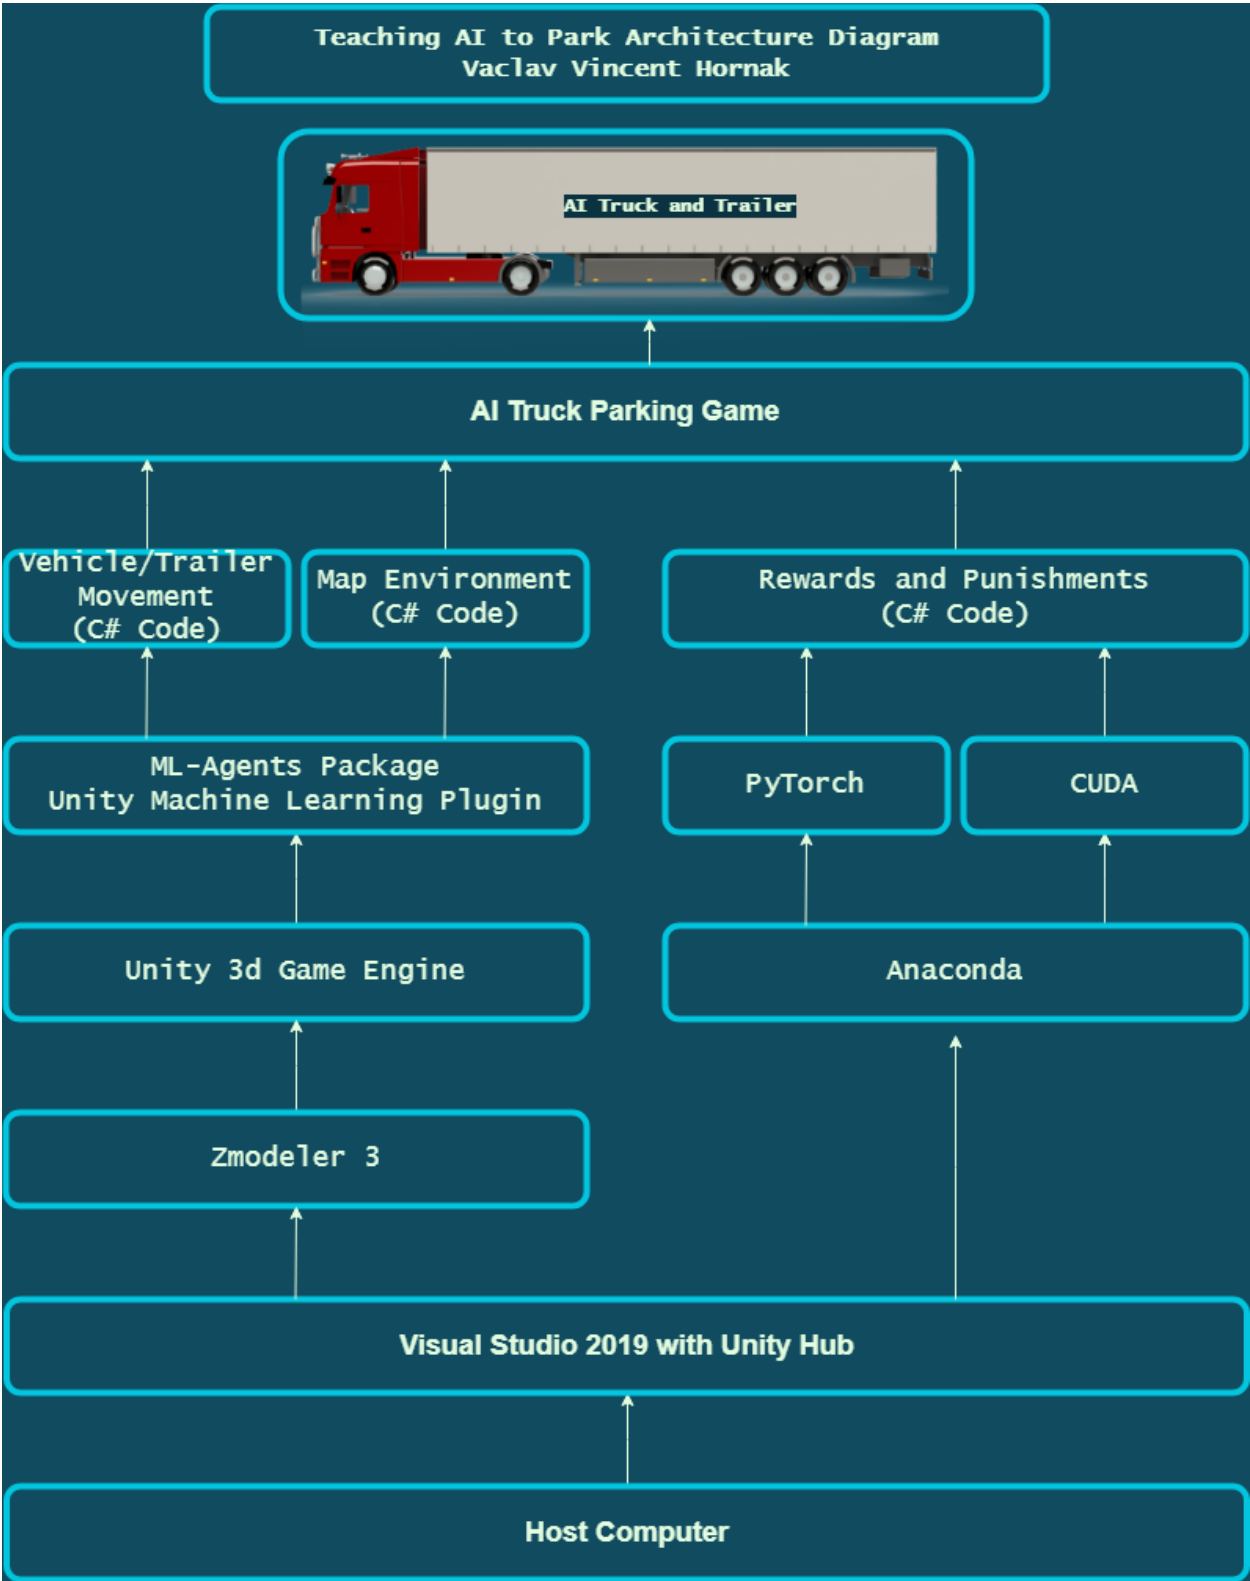 Teaching AI to Park Architecture Diagram
Vaclav Vincent Hornak
AI Truck and Trailer
AI Truck Parking Game
Vehicle/Trailer
Movement
(C# Code)
Map Environment
(C# Code)
Rewards and Punishments
(C# Code)
ML-Agents Package
Unity Machine Learning Plugin
PyTorch
CUDA
Unity 3d Game Engine
Anaconda
Zmodeler 3
Visual Studio 2019 with Unity Hub
Host Computer